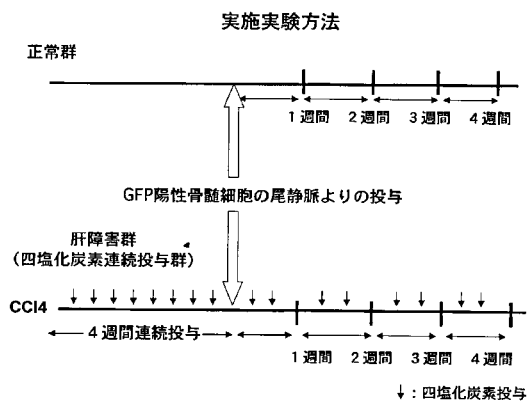 実施実験方法
正常群
1週間 2週間 3週間 4週間
GFP陽性骨髄細胞の尾静脈よりの投与
肝障害群
(四塩化炭素連続投与群)
CCl4
4週間連続投与
1週間 2週間 3週間 4週間
↓:四塩化炭素投与